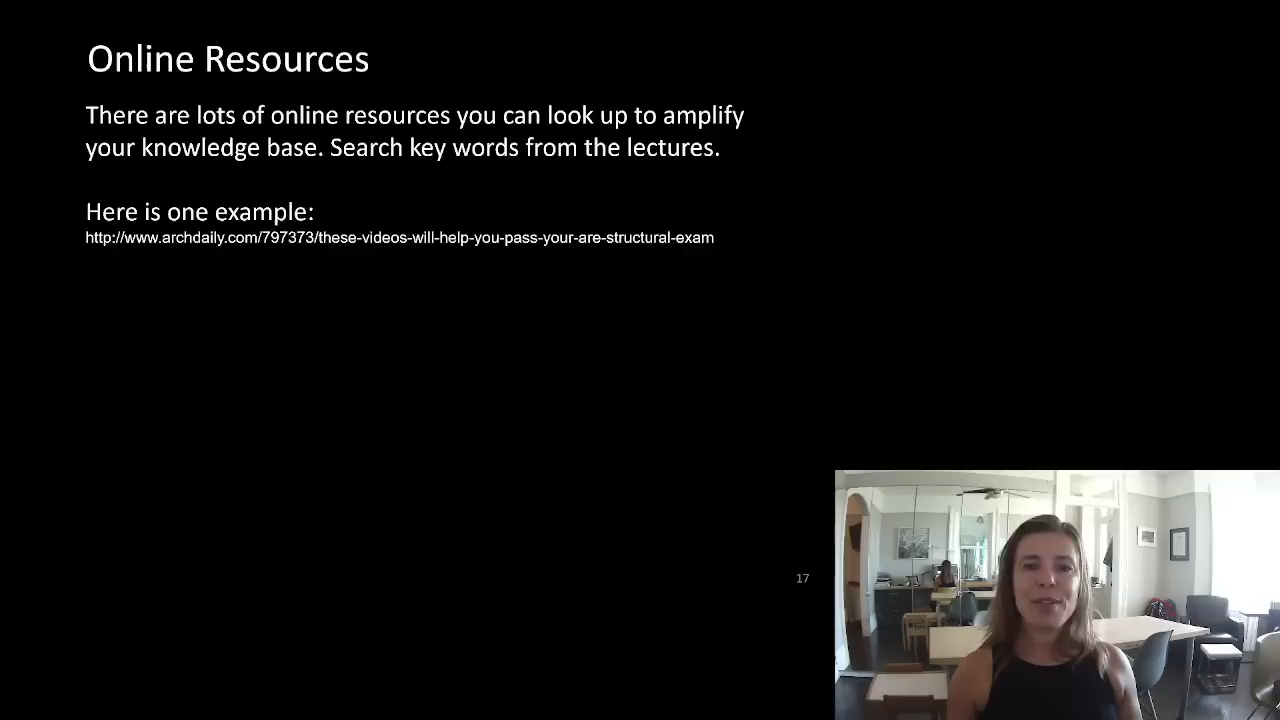 Online Resources
There are lots of online resources you can look up to amplify
your knowledge base. Search key words from the lectures.
Here is one example:
http://www.archdaily.com/797373/these-videos-will-help-you-pass-your-are-structural-exam
17